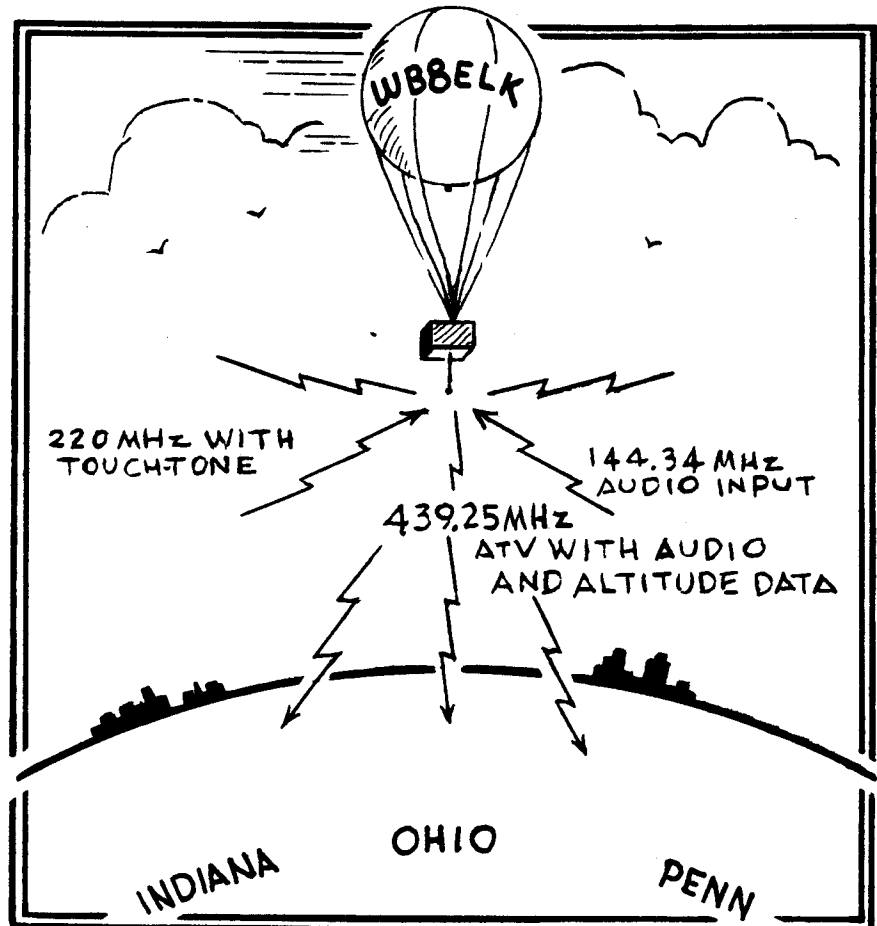 WB8ELK
220 MHz WITH
TOUCH-TONE
144.34 MHz
AUDIO INPUT
439.25MHz
ATV WITH AUDIO
AND ALTITUDE DATA
INDIANA
OHIO
PENN